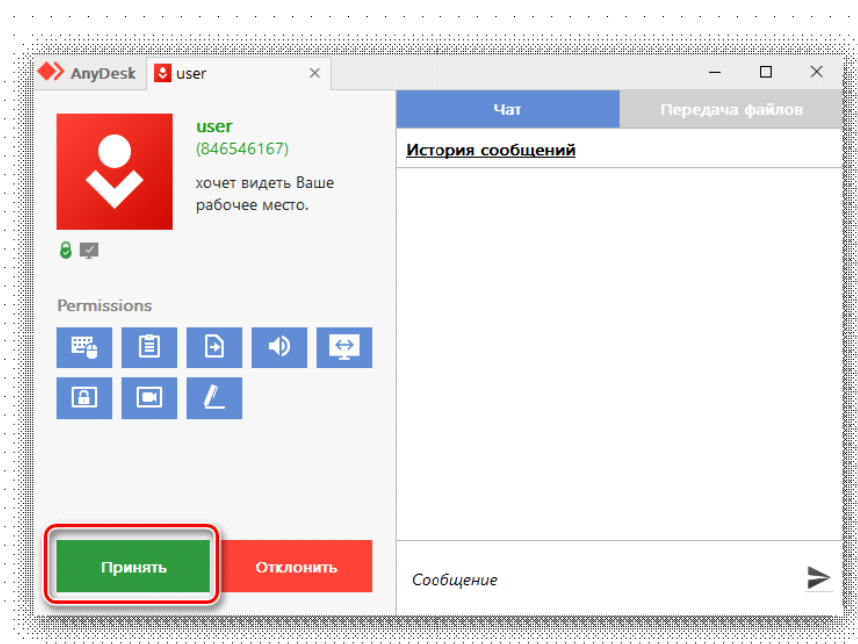 AnyDesk
user
Чат
Передача файлов
user
(846546167)
хочет видеть Ваше
рабочее место.
История сообщений
Permissions
Принять
Отклонить
Сообщение